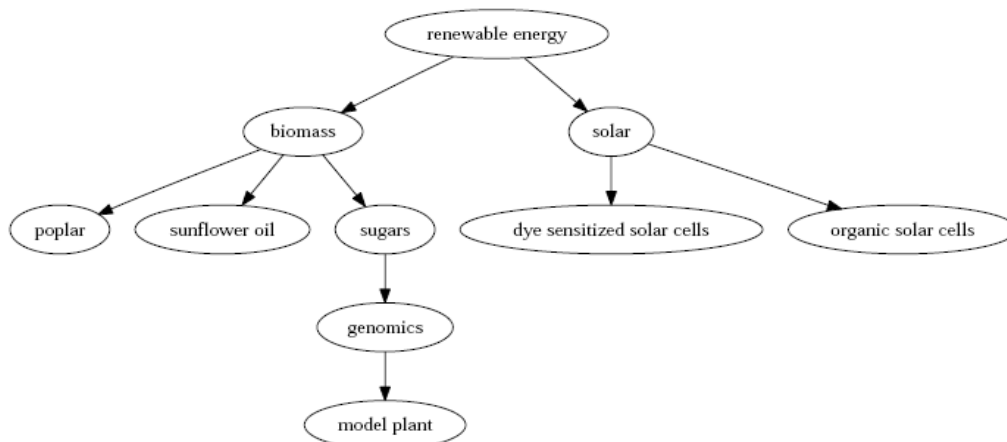 renewable energy
biomass
solar
poplar
sunflower oil
sugars
dye sensitized solar cells
organic solar cells
genomics
model plant